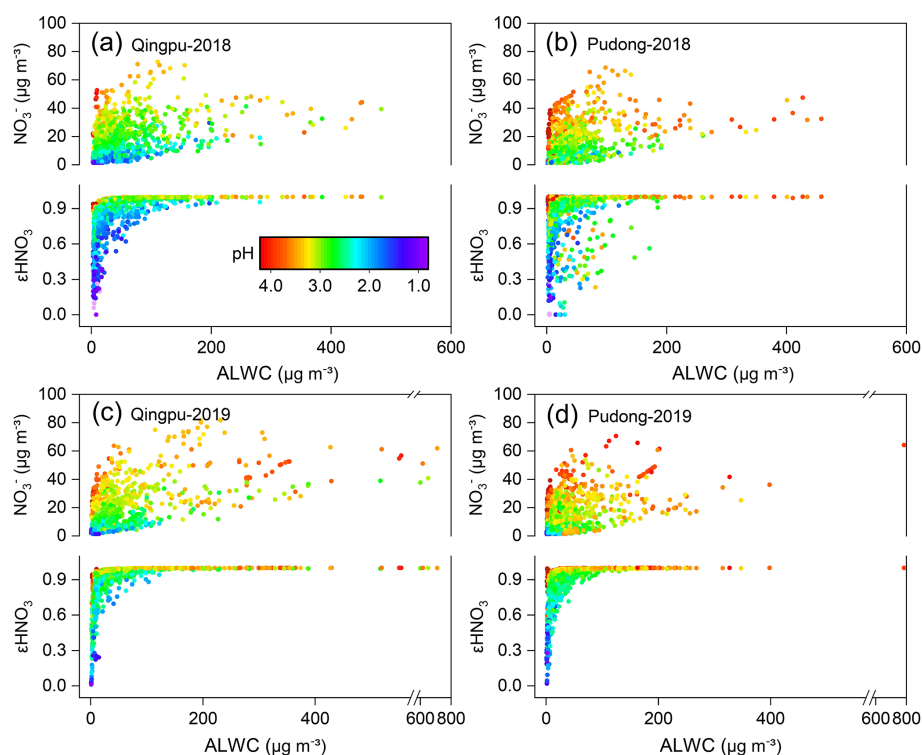 (a) Qingpu-2018
NO₃⁻ (µg m⁻³)
100
80
60
40
20
0
εHNO₃
0.9
0.6
0.3
0.0
pH
4.0 3.0 2.0 1.0
0 200 400 600
ALWC (µg m⁻³)
(b) Pudong-2018
NO₃⁻ (µg m⁻³)
100
80
60
40
20
0
εHNO₃
0.9
0.6
0.3
0.0
0 200 400 600
ALWC (µg m⁻³)
(c) Qingpu-2019
NO₃⁻ (µg m⁻³)
100
80
60
40
20
0
εHNO₃
0.9
0.6
0.3
0.0
0 200 400 600 800
ALWC (µg m⁻³)
(d) Pudong-2019
NO₃⁻ (µg m⁻³)
100
80
60
40
20
0
εHNO₃
0.9
0.6
0.3
0.0
0 200 400 600 800
ALWC (µg m⁻³)